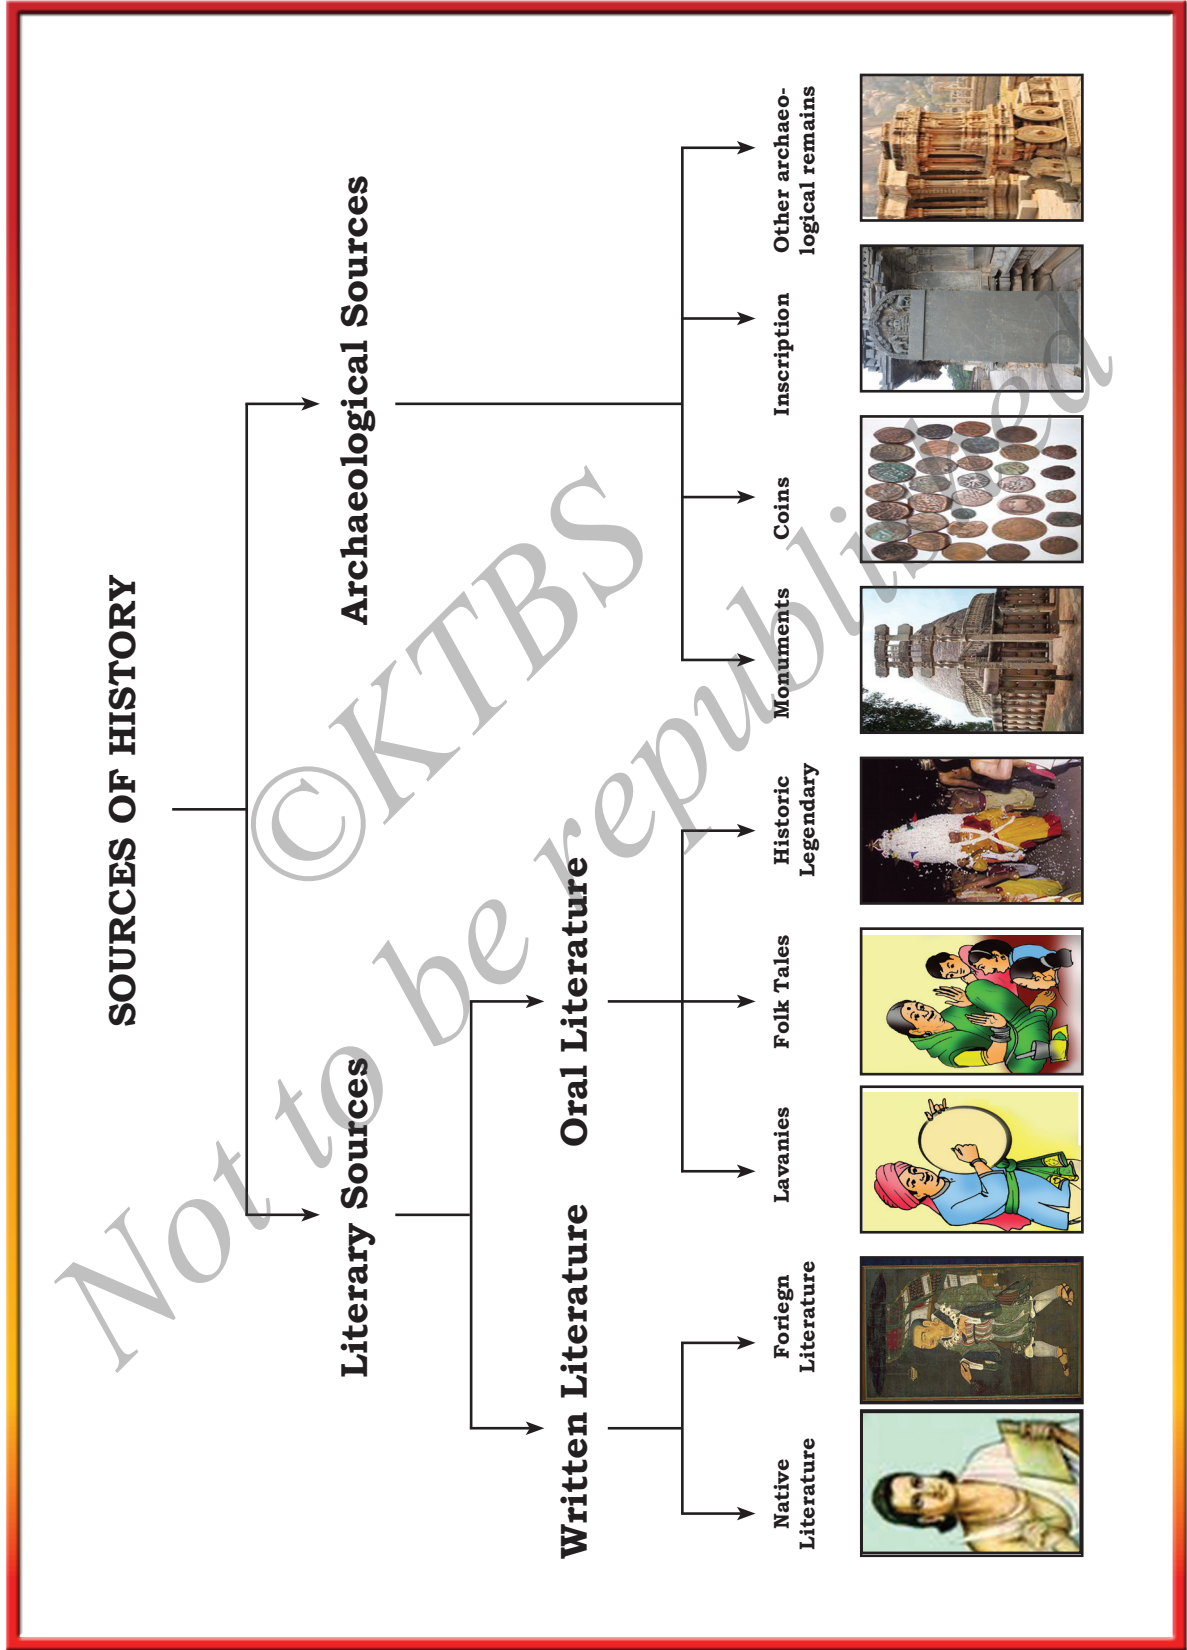 SOURCES OF HISTORY
Literary Sources
Archaeological Sources
Written Literature
Oral Literature
Native
Literature
Foriegn
Literature
Lavanies
Folk Tales
Historic
Legendary
Monuments
Coins
Inscription
Other archaeo-
logical remains
©KTBS
Not to be republished